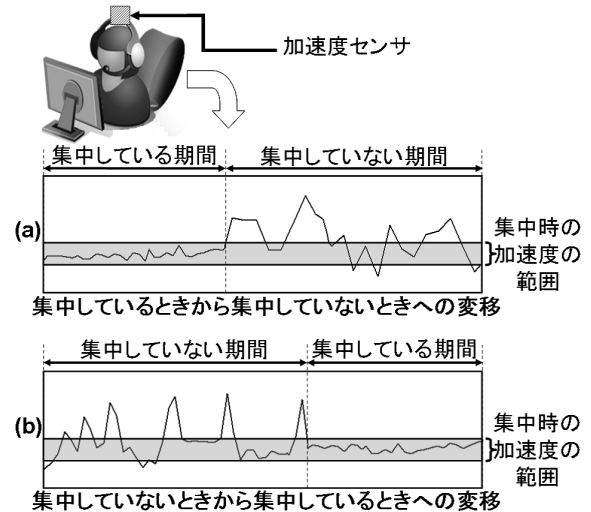 加速度センサ
集中している期間
集中していない期間
(a)
集中時の
加速度の
範囲
集中しているときから集中していないときへの変移
集中していない期間
集中している期間
(b)
集中時の
加速度の
範囲
集中していないときから集中しているときへの変移